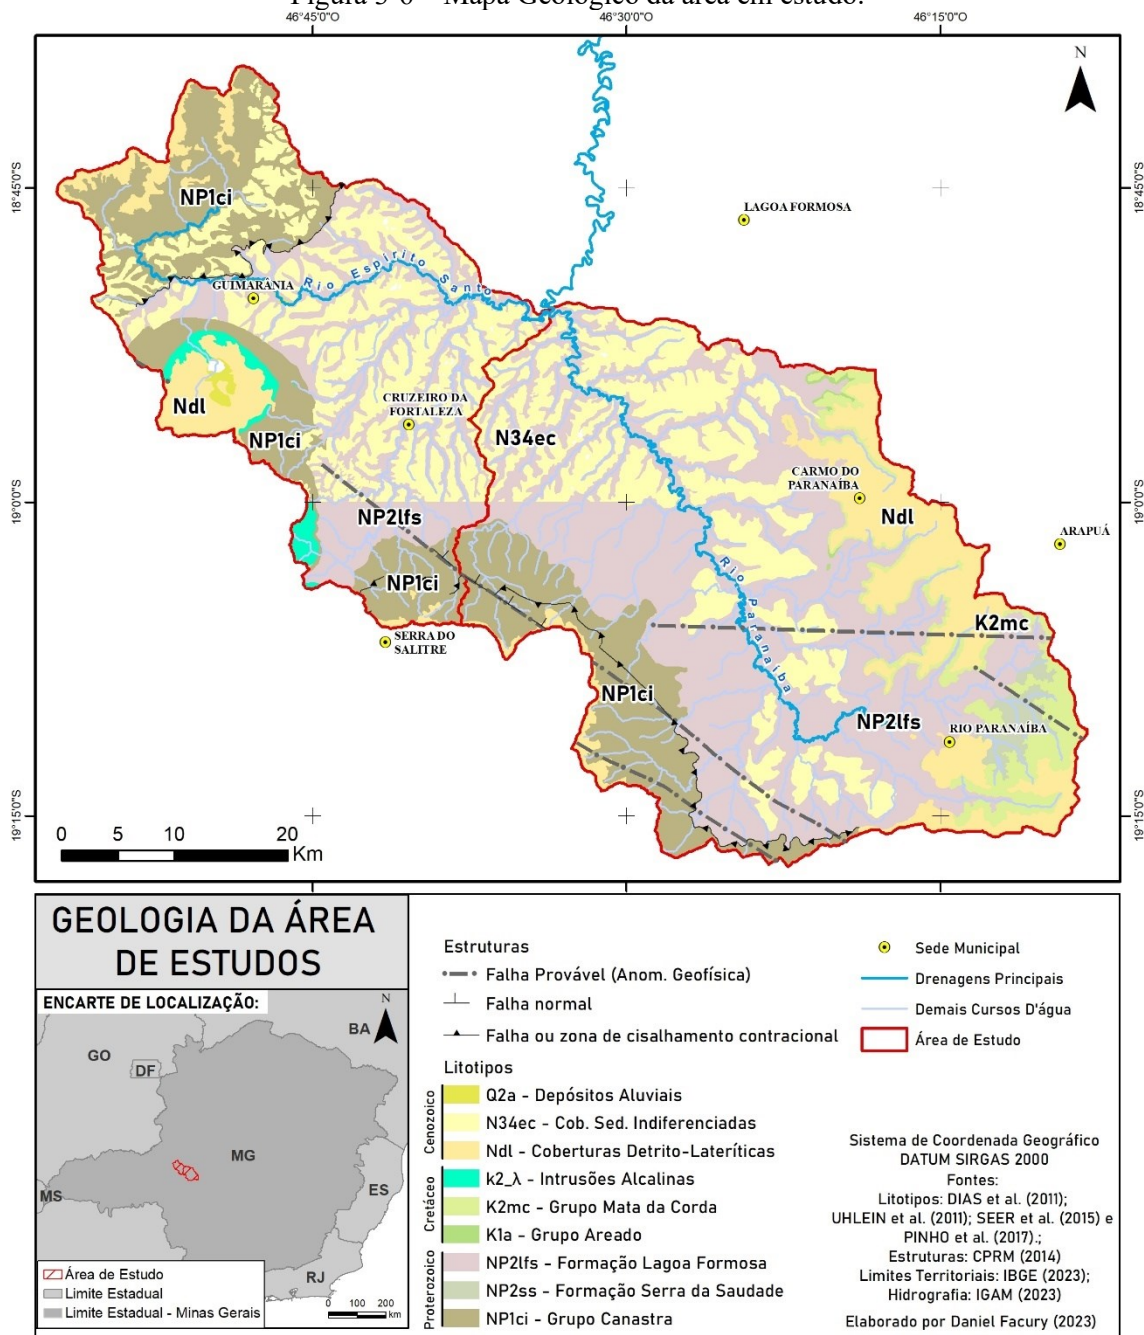 Figura 5-6 – Mapa Geológico da área em estudo.
46°45'0"O 46°30'0"O 46°15'0"O
N
18°45'0"S 18°45'0"S
NP1ci
LAGOA FORMOSA
Rio Espírito Santo
GUIMARÂNIA
Ndl
CRUZEIRO DA
FORTALEZA
NP1ci
N34ec
CARMO DO
PARANAÍBA
19°0'0"S 19°0'0"S
NP2lfs
Ndl
ARAPUÁ
NP1ci
Rio Paranaíba
K2mc
SERRA DO
SALITRE
NP1ci
NP2lfs
RIO PARANAÍBA
19°15'0"S 19°15'0"S
0 5 10 20
Km
46°45'0"O 46°30'0"O 46°15'0"O
GEOLOGIA DA ÁREA
DE ESTUDOS
ENCARTE DE LOCALIZAÇÃO:
N
BA
GO
DF
MG
MS
ES
RJ
Área de Estudo
Limite Estadual
Limite Estadual - Minas Gerais
0 100 200
km
Estruturas
Falha Provável (Anom. Geofísica)
Falha normal
Falha ou zona de cisalhamento contracional
Litotipos
Cenozoico
Q2a - Depósitos Aluviais
N34ec - Cob. Sed. Indiferenciadas
Ndl - Coberturas Detrito-Lateríticas
Cretáceo
k2_λ - Intrusões Alcalinas
K2mc - Grupo Mata da Corda
K1a - Grupo Areado
Proterozoico
NP2lfs - Formação Lagoa Formosa
NP2ss - Formação Serra da Saudade
NP1ci - Grupo Canastra
Sede Municipal
Drenagens Principais
Demais Cursos D'água
Área de Estudo
Sistema de Coordenada Geográfico
DATUM SIRGAS 2000
Fontes:
Litotipos: DIAS et al. (2011);
UHLEIN et al. (2011); SEER et al. (2015) e
PINHO et al. (2017).;
Estruturas: CPRM (2014)
Limites Territoriais: IBGE (2023);
Hidrografia: IGAM (2023)
Elaborado por Daniel Facury (2023)